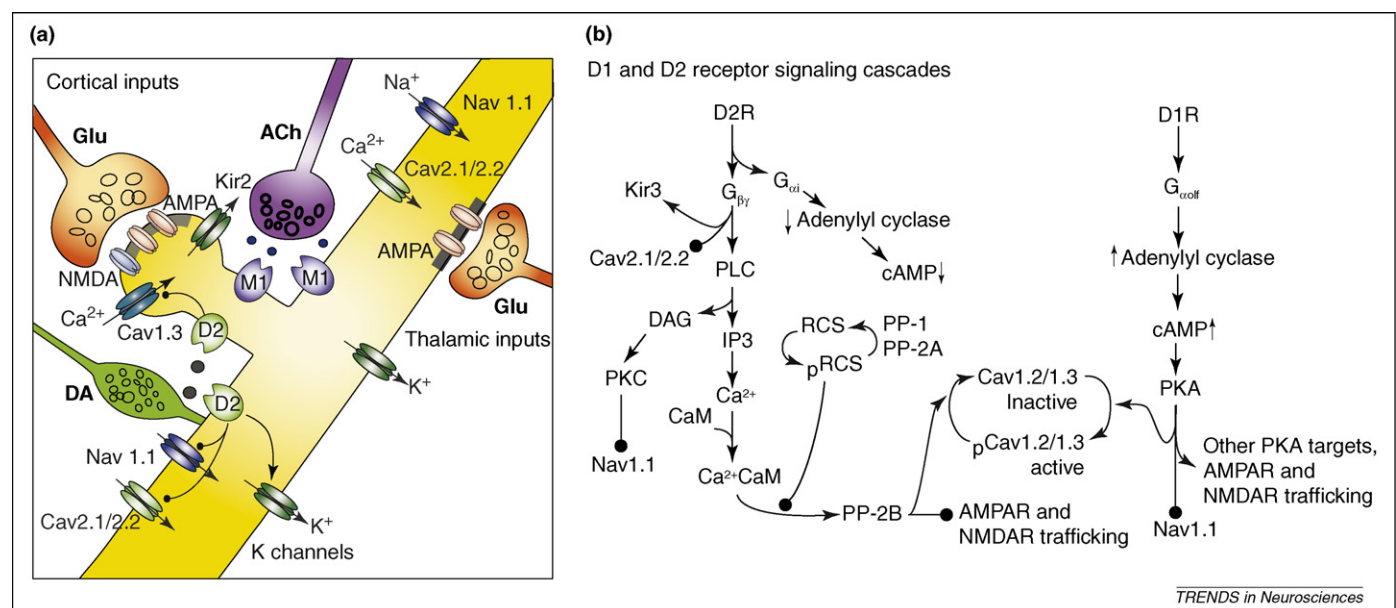 (a)
Cortical inputs
Glu
ACh
Na+
Nav 1.1
Ca2+
Cav2.1/2.2
Kir2
AMPA
NMDA
AMPA
M1
M1
Glu
Ca2+
Cav1.3
D2
Thalamic inputs
K+
DA
D2
Nav 1.1
Cav2.1/2.2
K+
K channels
(b)
D1 and D2 receptor signaling cascades
D2R
Gβγ
Gαi
Kir3
↓ Adenylyl cyclase
Cav2.1/2.2
cAMP↓
PLC
DAG
IP3
RCS
PP-1
PP-2A
pRCS
PKC
Ca2+
CaM
Nav1.1
Ca2+CaM
PP-2B
Cav1.2/1.3
Inactive
pCav1.2/1.3
active
AMPAR and
NMDAR trafficking
D1R
Gαolf
↑Adenylyl cyclase
cAMP↑
PKA
Other PKA targets,
AMPAR and
NMDAR trafficking
Nav1.1
TRENDS in Neurosciences